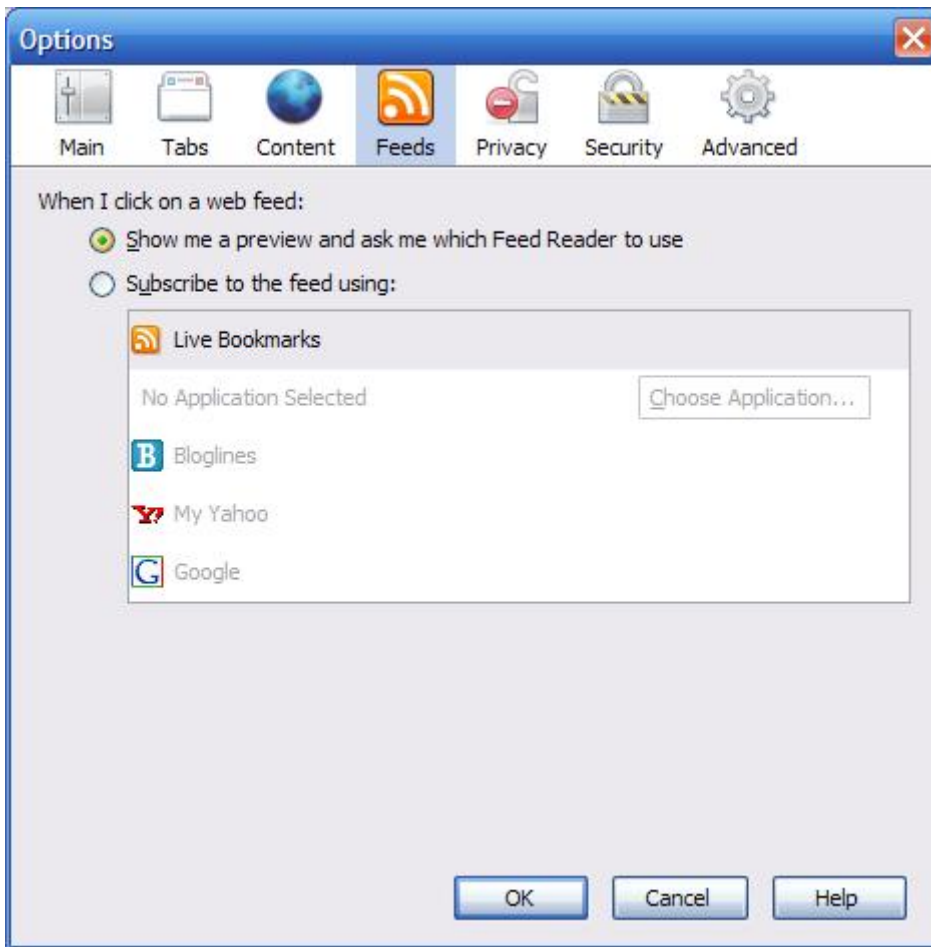 Options
Main Tabs Content Feeds Privacy Security Advanced
When I click on a web feed:
Show me a preview and ask me which Feed Reader to use
Subscribe to the feed using:
Live Bookmarks
No Application Selected Choose Application...
B Bloglines
Y! My Yahoo
G Google
OK Cancel Help